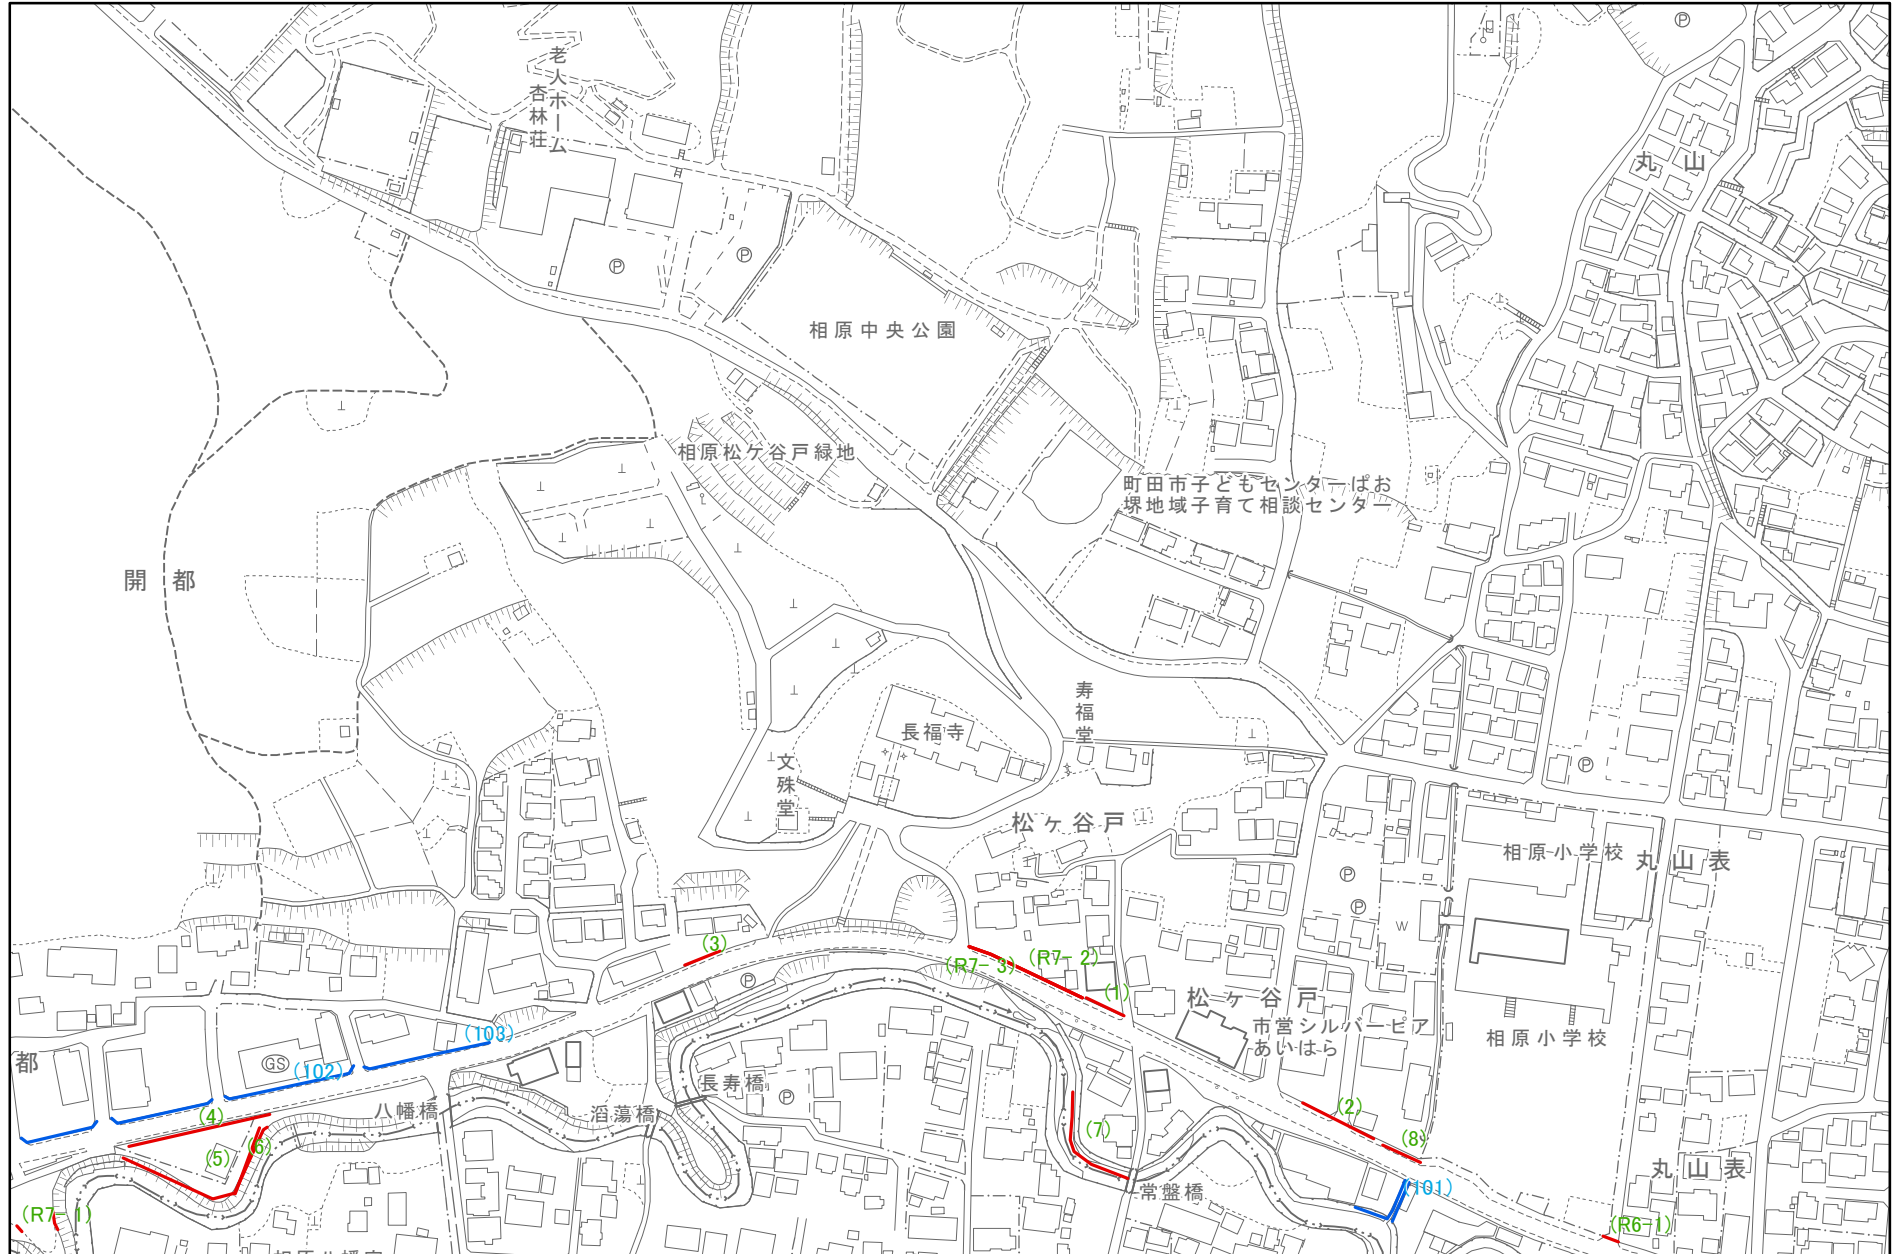 Ⓟ
老人ホーム
杏林荘
丸山
Ⓟ
Ⓟ
相原中央公園
相原松ケ谷戸緑地
町田市子どもセンターぱお
堺地域子育て相談センター
開都
寿福堂
長福寺
文殊堂
Ⓟ
松ヶ谷戸
相原小学校
丸山表
Ⓟ
Ⓟ
W
(3)
(R7-3)
(R7-2)
Ⓟ
(1)
松ヶ谷戸
市営シルバーピア
あいはら
相原小学校
(103)
都
GS
(102)
長寿橋
Ⓟ
(4)
八幡橋
滔蕩橋
(2)
(5)
(6)
(7)
(8)
丸山表
常盤橋
(101)
(R7-1)
(R6-1)